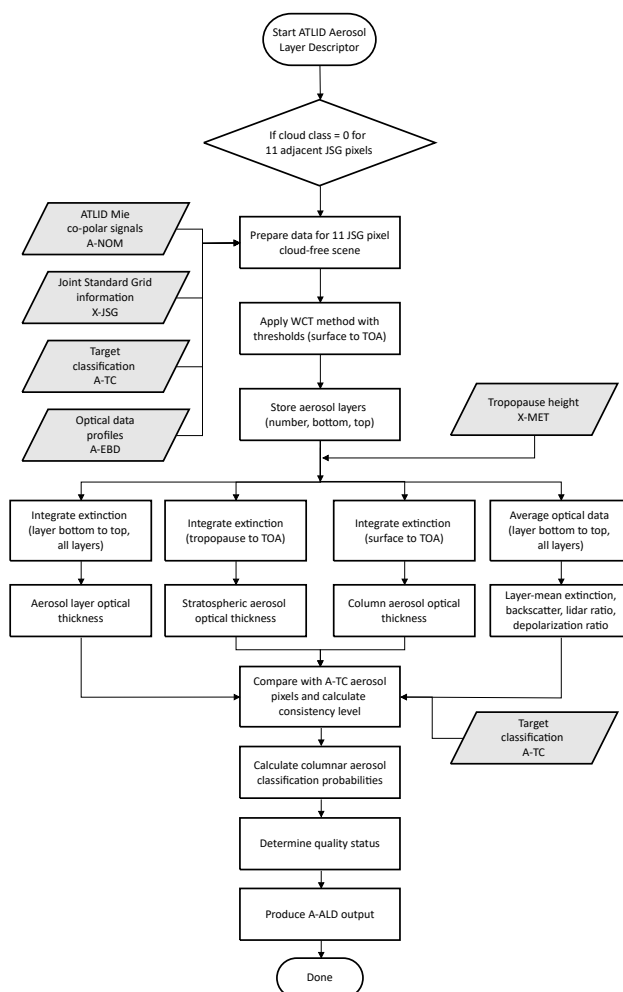 Start ATLID Aerosol
Layer Descriptor
If cloud class = 0 for
11 adjacent JSG pixels
ATLID Mie
co-polar signals
A-NOM
Prepare data for 11 JSG pixel
cloud-free scene
Joint Standard Grid
information
X-JSG
Apply WCT method with
thresholds (surface to TOA)
Target
classification
A-TC
Store aerosol layers
(number, bottom, top)
Tropopause height
X-MET
Optical data
profiles
A-EBD
Integrate extinction
(layer bottom to top,
all layers)
Integrate extinction
(tropopause to TOA)
Integrate extinction
(surface to TOA)
Average optical data
(layer bottom to top,
all layers)
Aerosol layer optical
thickness
Stratospheric aerosol
optical thickness
Column aerosol optical
thickness
Layer-mean extinction,
backscatter, lidar ratio,
depolarization ratio
Compare with A-TC aerosol
pixels and calculate
consistency level
Target
classification
A-TC
Calculate columnar aerosol
classification probabilities
Determine quality status
Produce A-ALD output
Done